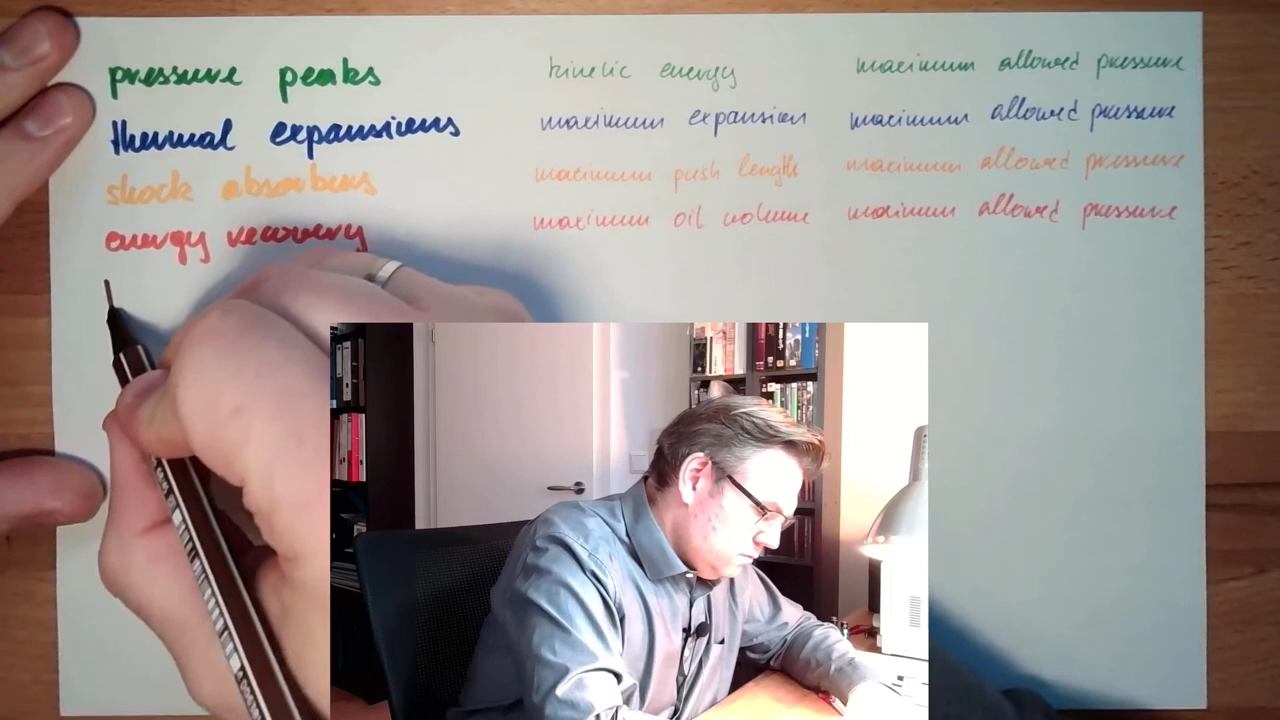 pressure peaks kinetic energy maximum allowed pressure
thermal expansions maximum expansion maximum allowed pressure
shock absorbers maximum push length maximum allowed pressure
energy recovery maximum oil volume maximum allowed pressure